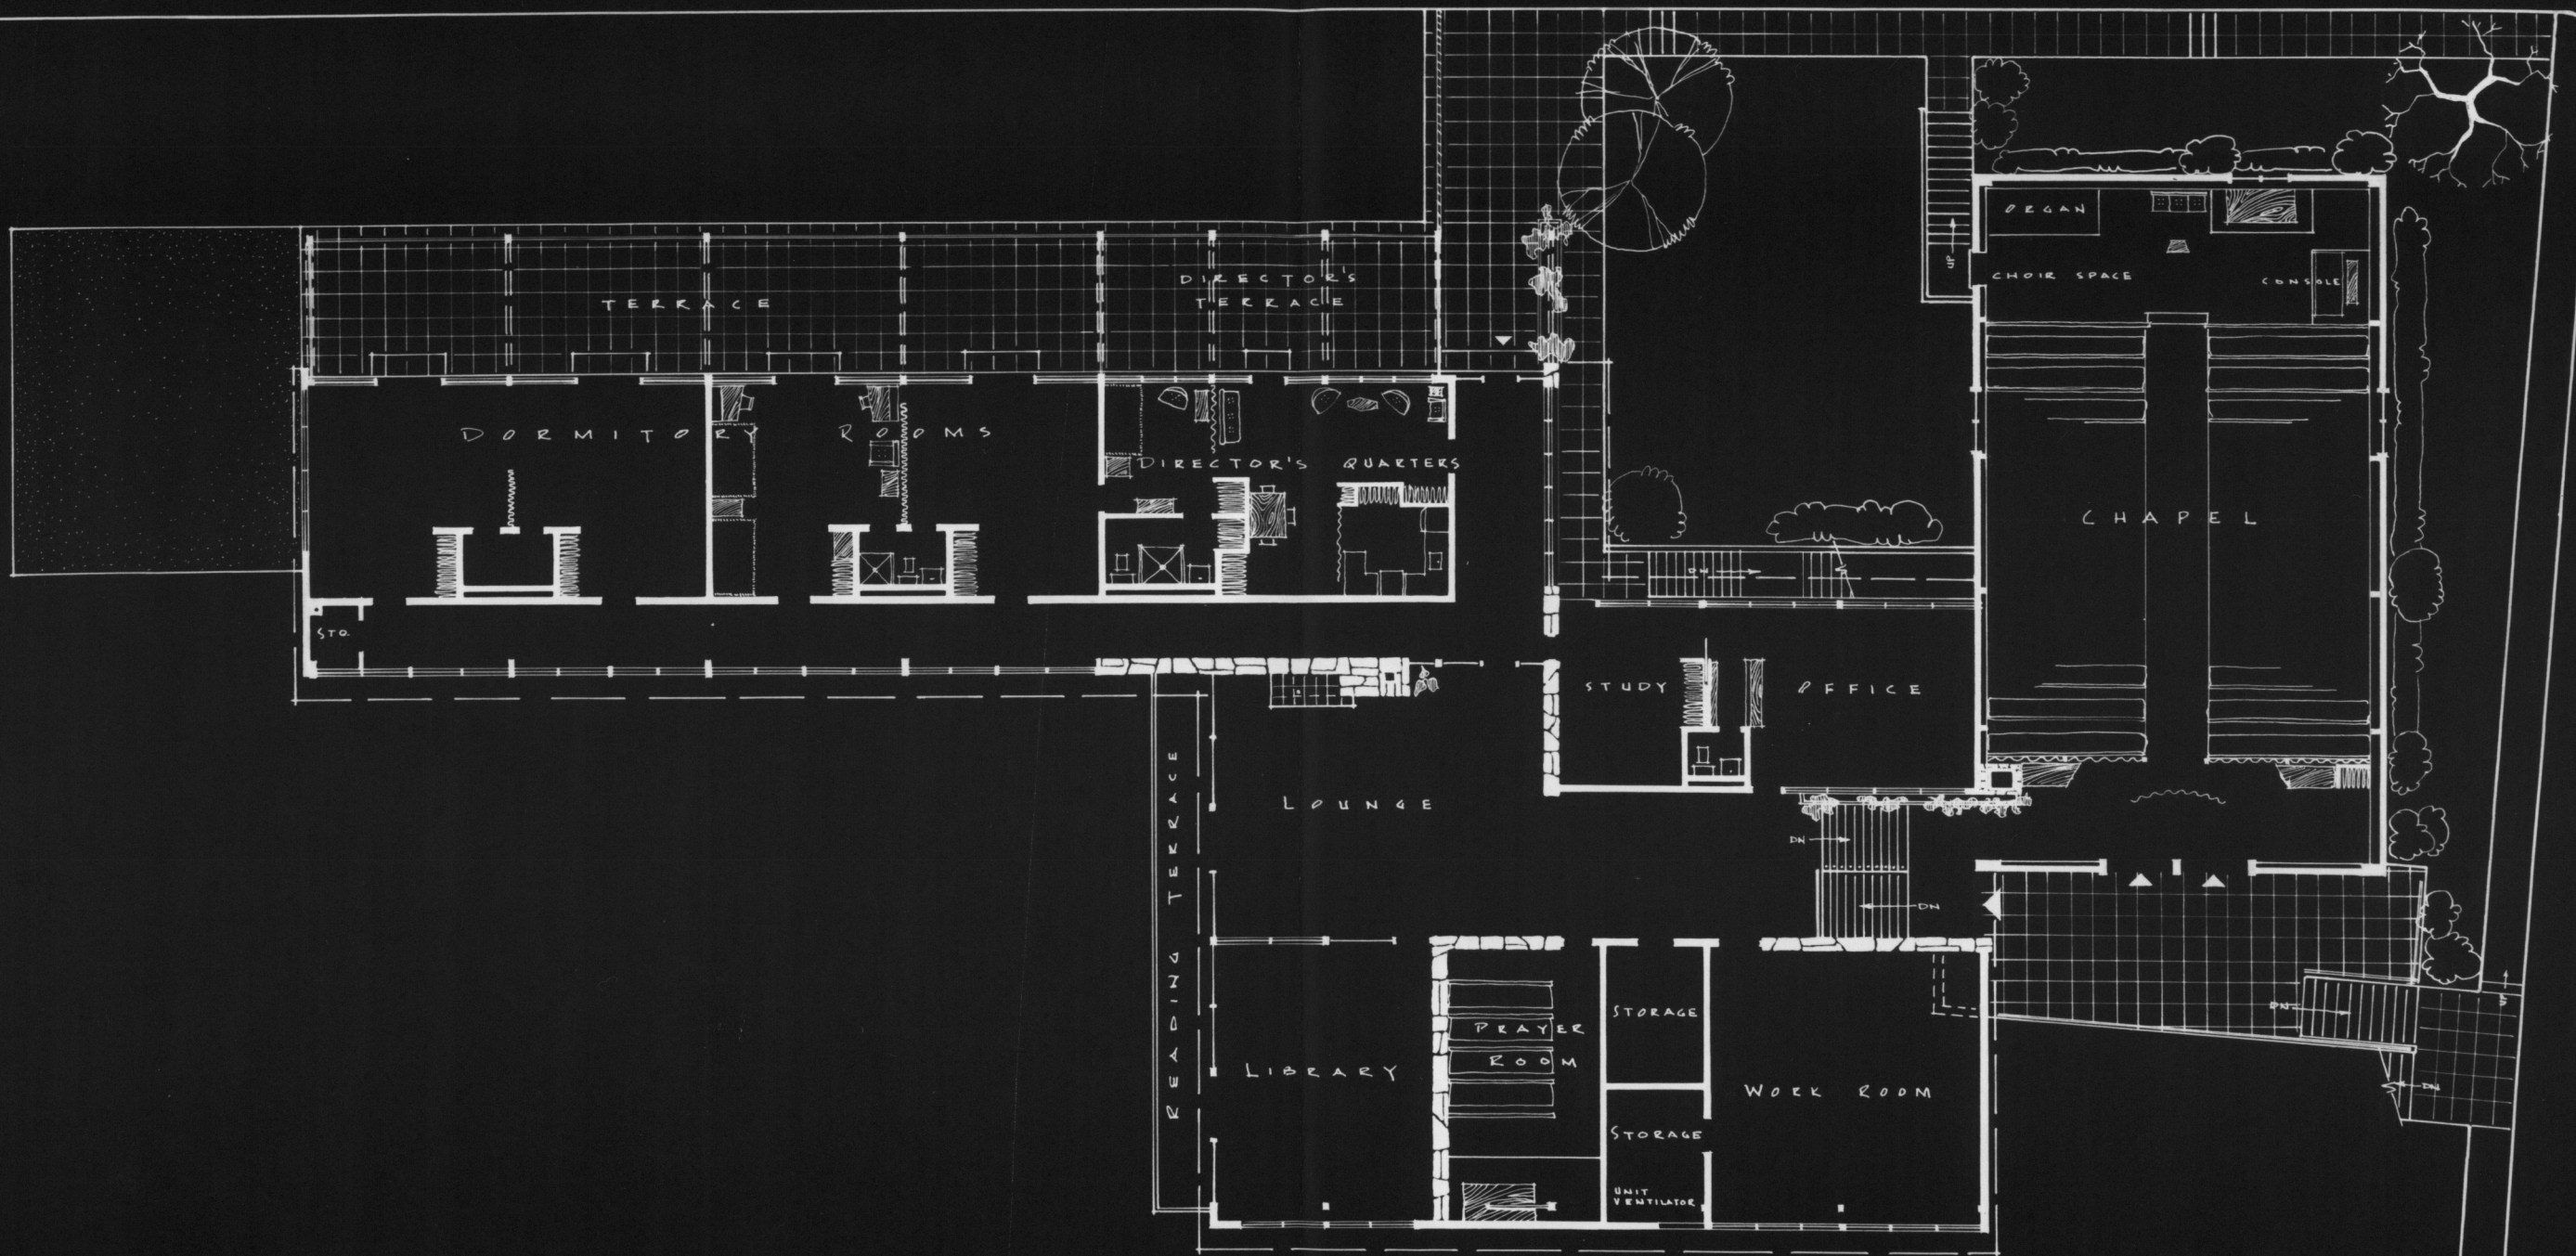 ORGAN
CHOIR SPACE
CONSOLE
UP
DIRECTOR'S
TERRACE
TERRACE
DORMITORY ROOMS
DIRECTOR'S QUARTERS
CHAPEL
DN
STO.
STUDY
OFFICE
LOUNGE
READING TERRACE
DN
DN
STORAGE
PRAYER
ROOM
LIBRARY
WORK ROOM
STORAGE
UNIT
VENTILATOR
DN
UP
DN